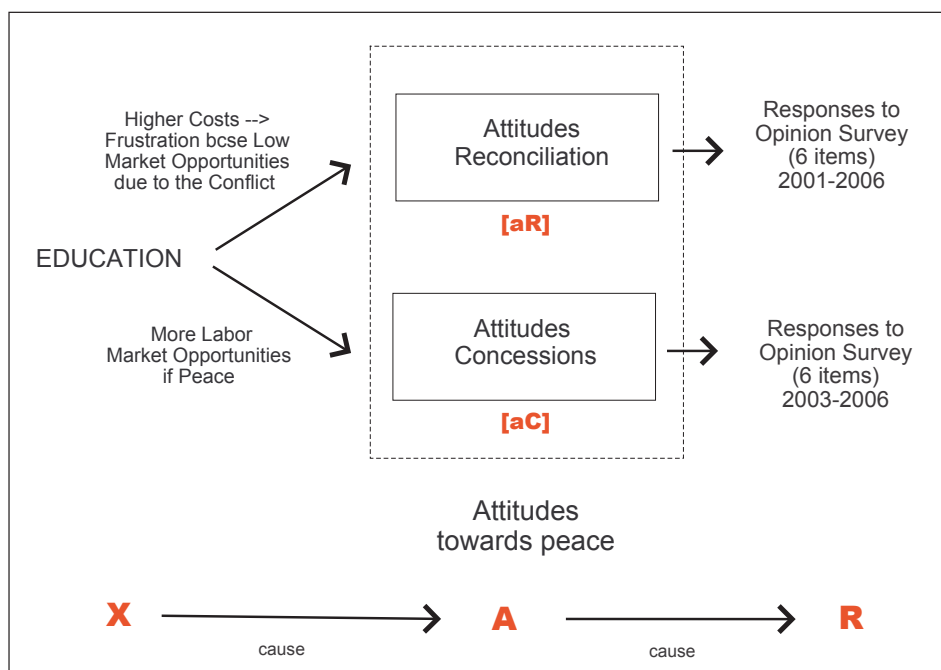 Higher Costs -->
Frustration bcse Low
Market Opportunities
due to the Conflict
EDUCATION
More Labor
Market Opportunities
if Peace
Attitudes
Reconciliation
[aR]
Attitudes
Concessions
[aC]
Responses to
Opinion Survey
(6 items)
2001-2006
Responses to
Opinion Survey
(6 items)
2003-2006
Attitudes
towards peace
X
cause
A
cause
R